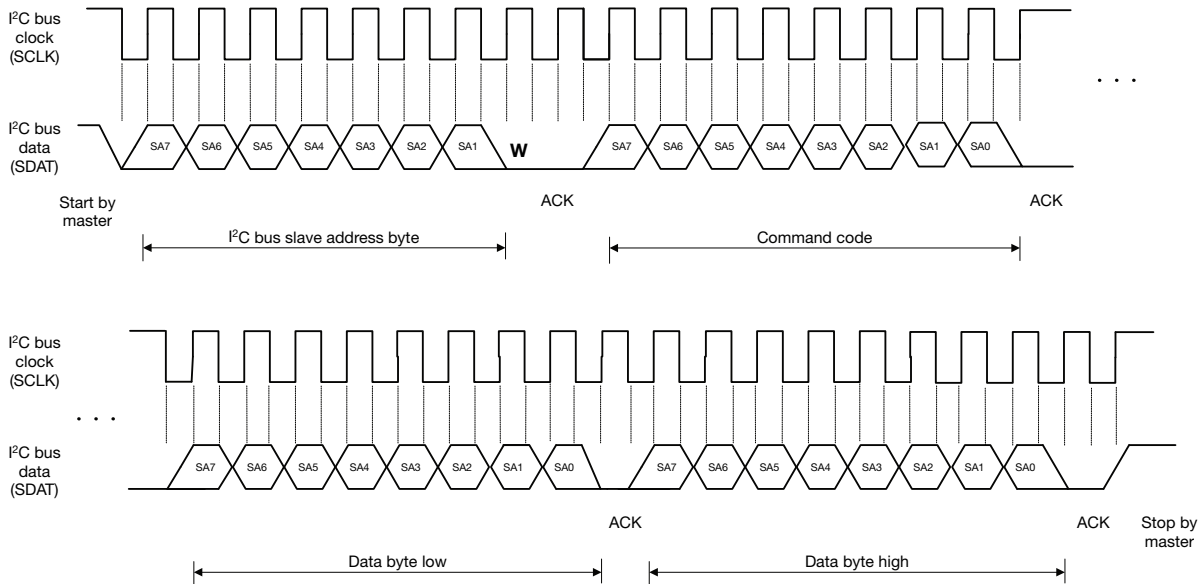 I²C bus
clock
(SCLK)
. . .
I²C bus
data
(SDAT)
SA7 SA6 SA5 SA4 SA3 SA2 SA1 W SA7 SA6 SA5 SA4 SA3 SA2 SA1 SA0
Start by
master
ACK ACK
I²C bus slave address byte Command code
I²C bus
clock
(SCLK)
. . .
I²C bus
data
(SDAT)
SA7 SA6 SA5 SA4 SA3 SA2 SA1 SA0 SA7 SA6 SA5 SA4 SA3 SA2 SA1 SA0
ACK ACK Stop by
master
Data byte low Data byte high